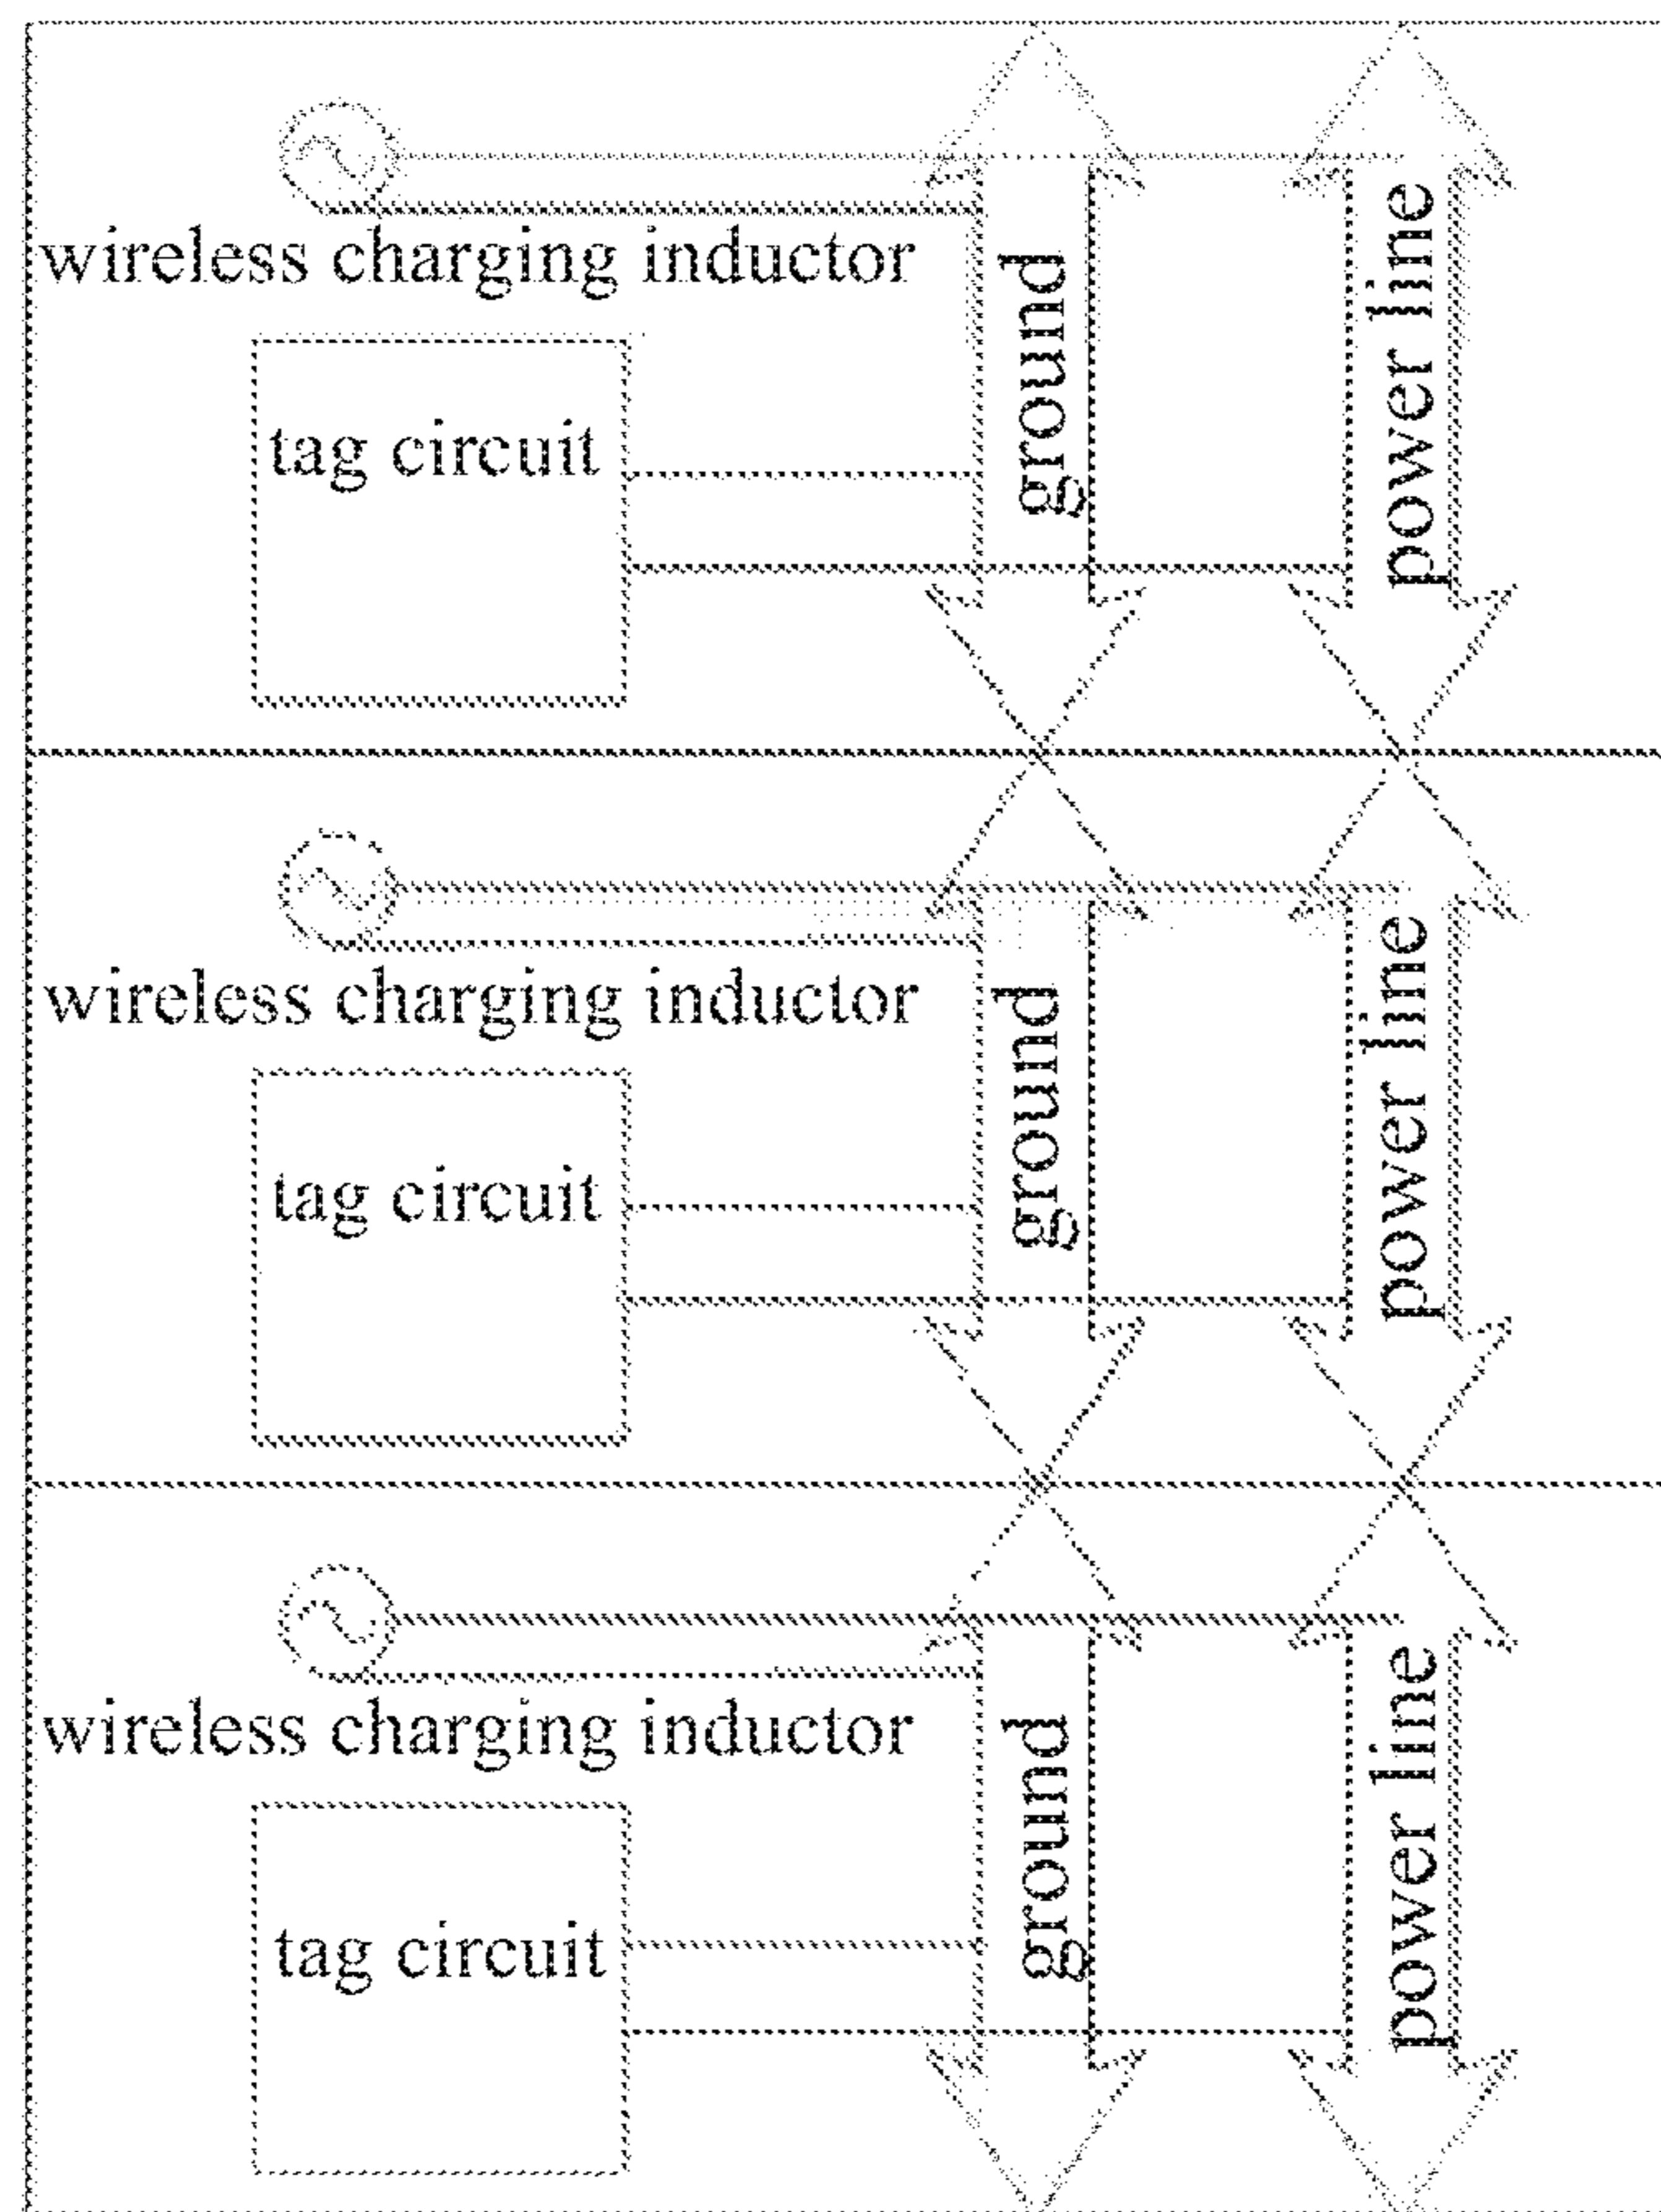 wireless charging inductor
ground
power line
tag circuit
wireless charging inductor
ground
power line
tag circuit
wireless charging inductor
ground
power line
tag circuit